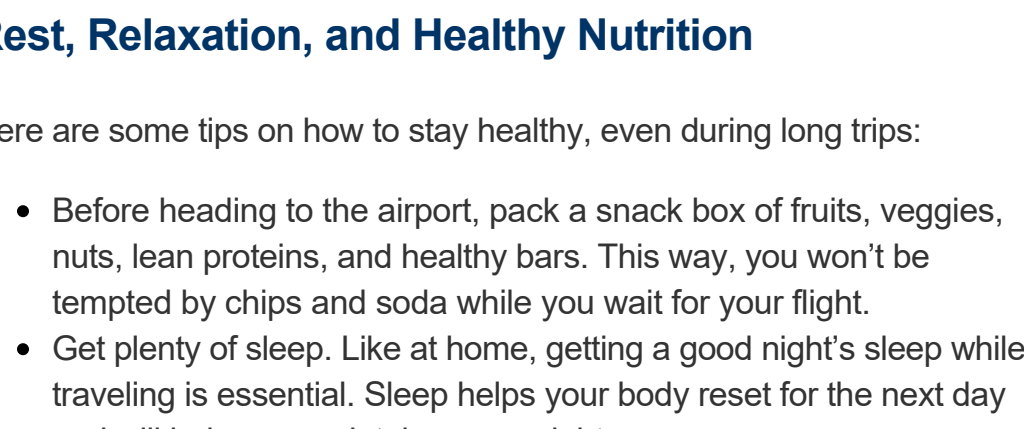 est, Relaxation, and Healthy Nutrition
ere are some tips on how to stay healthy, even during long trips:
• Before heading to the airport, pack a snack box of fruits, veggies,
nuts, lean proteins, and healthy bars. This way, you won’t be
tempted by chips and soda while you wait for your flight.
• Get plenty of sleep. Like at home, getting a good night’s sleep while
traveling is essential. Sleep helps your body reset for the next day